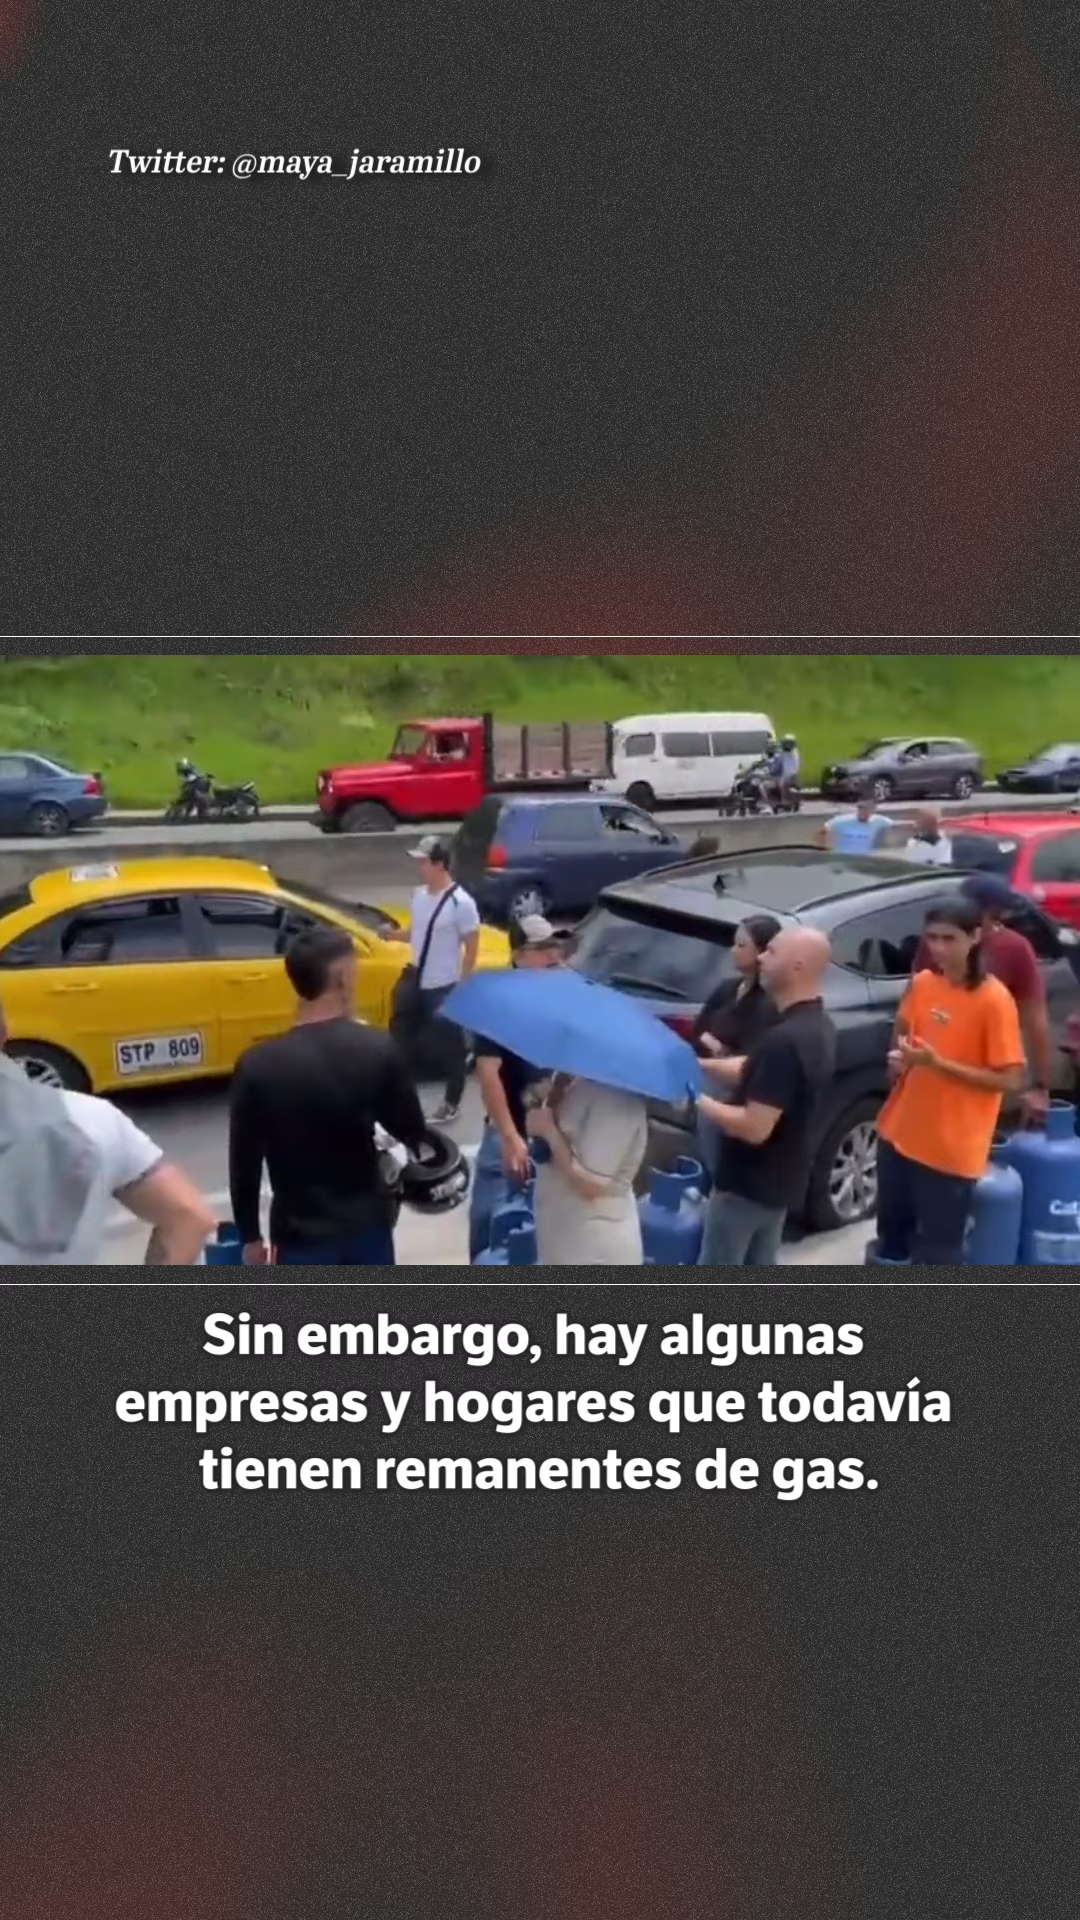 Twitter: @maya_jaramillo
STP 809
Sin embargo, hay algunas
empresas y hogares que todavía
tienen remanentes de gas.